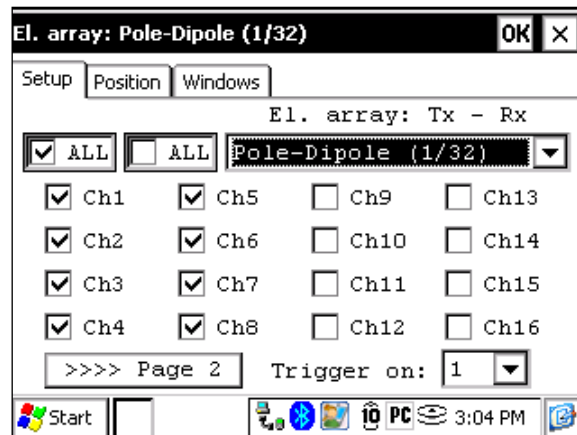 El. array: Pole-Dipole (1/32) OK ×
Setup Position Windows
El. array: Tx - Rx
ALL ALL Pole-Dipole (1/32)
Ch1 Ch5 Ch9 Ch13
Ch2 Ch6 Ch10 Ch14
Ch3 Ch7 Ch11 Ch15
Ch4 Ch8 Ch12 Ch16
>>>> Page 2 Trigger on: 1
Start PC 3:04 PM